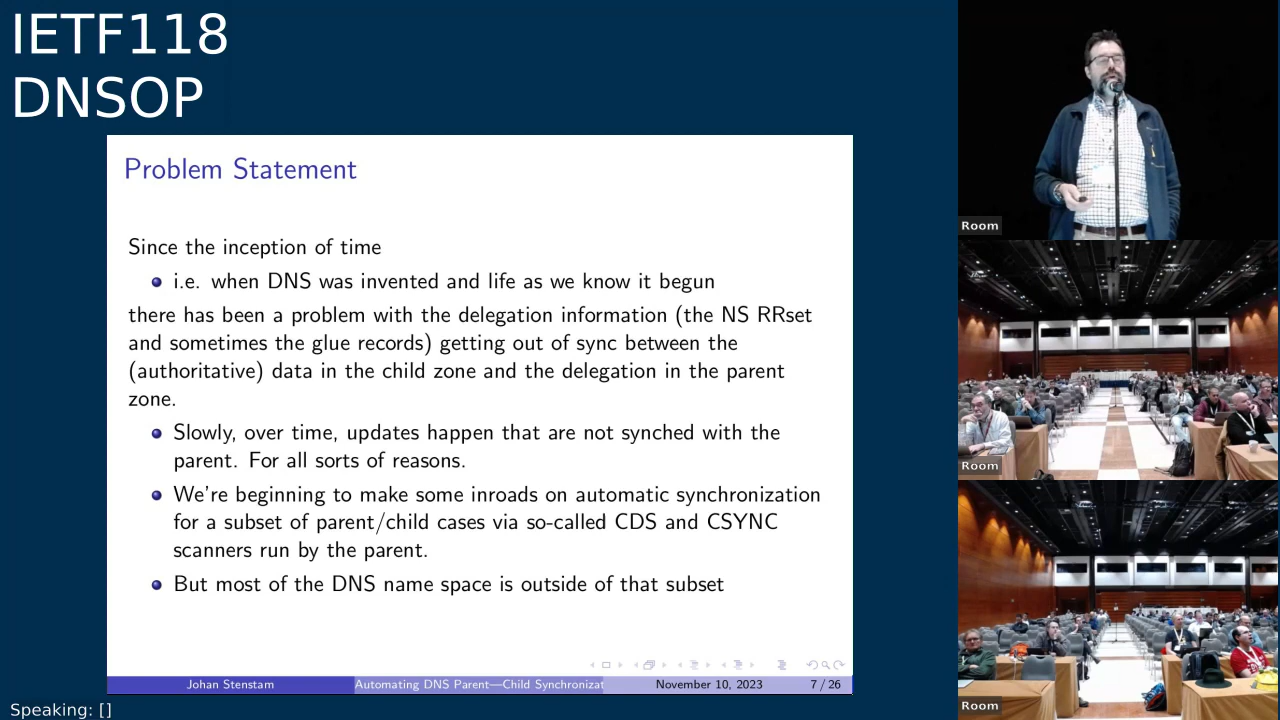 IETF118
DNSOP
Problem Statement
Since the inception of time
i.e. when DNS was invented and life as we know it begun
there has been a problem with the delegation information (the NS RRset
and sometimes the glue records) getting out of sync between the
(authoritative) data in the child zone and the delegation in the parent
zone.
Slowly, over time, updates happen that are not synched with the
parent. For all sorts of reasons.
We're beginning to make some inroads on automatic synchronization
for a subset of parent/child cases via so-called CDS and CSYNC
scanners run by the parent.
But most of the DNS name space is outside of that subset
Johan Stenstam
Automating DNS Parent—Child Synchronizat
November 10, 2023
7 / 26
Speaking: []
Room
Room
Room